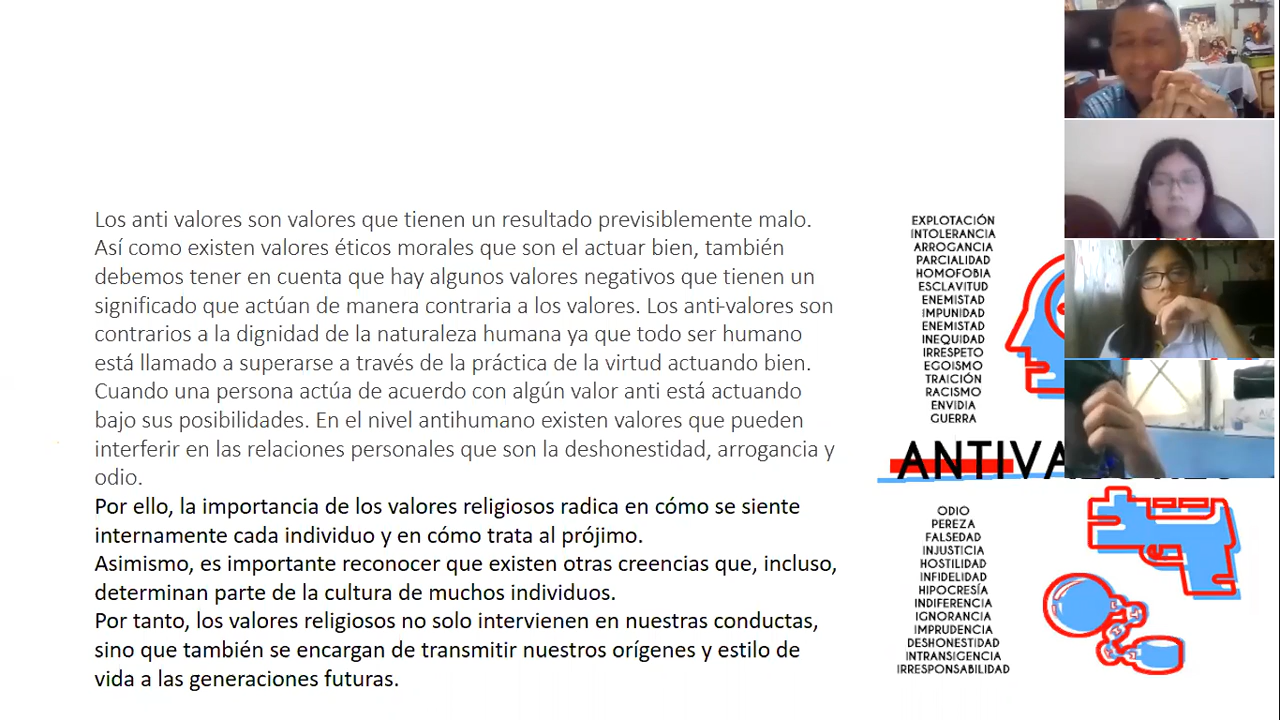 Los anti valores son valores que tienen un resultado previsiblemente malo.
Así como existen valores éticos morales que son el actuar bien, también
debemos tener en cuenta que hay algunos valores negativos que tienen un
significado que actúan de manera contraria a los valores. Los anti-valores son
contrarios a la dignidad de la naturaleza humana ya que todo ser humano
está llamado a superarse a través de la práctica de la virtud actuando bien.
Cuando una persona actúa de acuerdo con algún valor anti está actuando
bajo sus posibilidades. En el nivel antihumano existen valores que pueden
interferir en las relaciones personales que son la deshonestidad, arrogancia y
odio.
Por ello, la importancia de los valores religiosos radica en cómo se siente
internamente cada individuo y en cómo trata al prójimo.
Asimismo, es importante reconocer que existen otras creencias que, incluso,
determinan parte de la cultura de muchos individuos.
Por tanto, los valores religiosos no solo intervienen en nuestras conductas,
sino que también se encargan de transmitir nuestros orígenes y estilo de
vida a las generaciones futuras.
EXPLOTACIÓN
INTOLERANCIA
ARROGANCIA
PARCIALIDAD
HOMOFOBIA
ESCLAVITUD
ENEMISTAD
IMPUNIDAD
ENEMISTAD
INEQUIDAD
IRRESPETO
EGOISMO
TRAICIÓN
RACISMO
ENVIDIA
GUERRA
ANTIVA
ODIO
PEREZA
FALSEDAD
INJUSTICIA
HOSTILIDAD
INFIDELIDAD
HIPOCRESÍA
INDIFERENCIA
IGNORANCIA
IMPRUDENCIA
DESHONESTIDAD
INTRANSIGENCIA
IRRESPONSABILIDAD